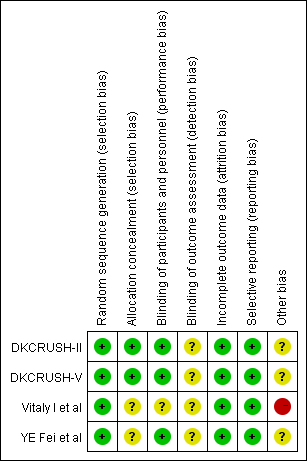 Random sequence generation (selection bias)
Allocation concealment (selection bias)
Blinding of participants and personnel (performance bias)
Blinding of outcome assessment (detection bias)
Incomplete outcome data (attrition bias)
Selective reporting (reporting bias)
Other bias
DKCRUSH-II + + + ? + + ?
DKCRUSH-V + + + ? + + ?
Vitaly I et al + ? ? ? + +
YE Fei et al + ? + ? + + ?